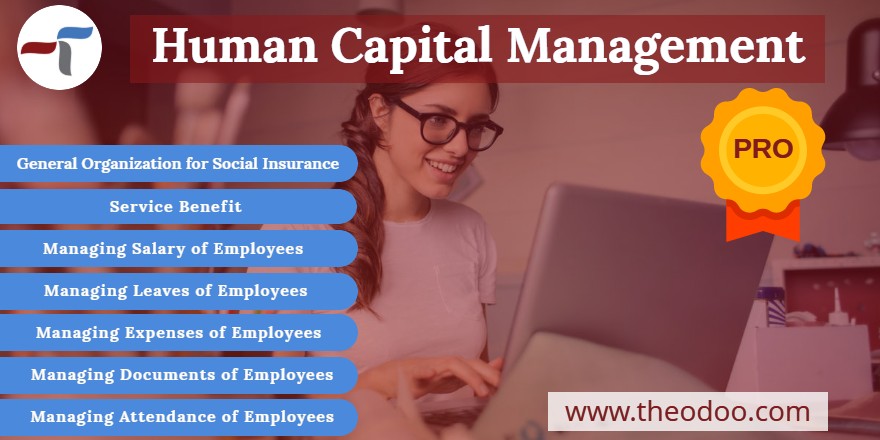 Human Capital Management
PRO
General Organization for Social Insurance
Service Benefit
Managing Salary of Employees
Managing Leaves of Employees
Managing Expenses of Employees
Managing Documents of Employees
Managing Attendance of Employees
www.theodoo.com